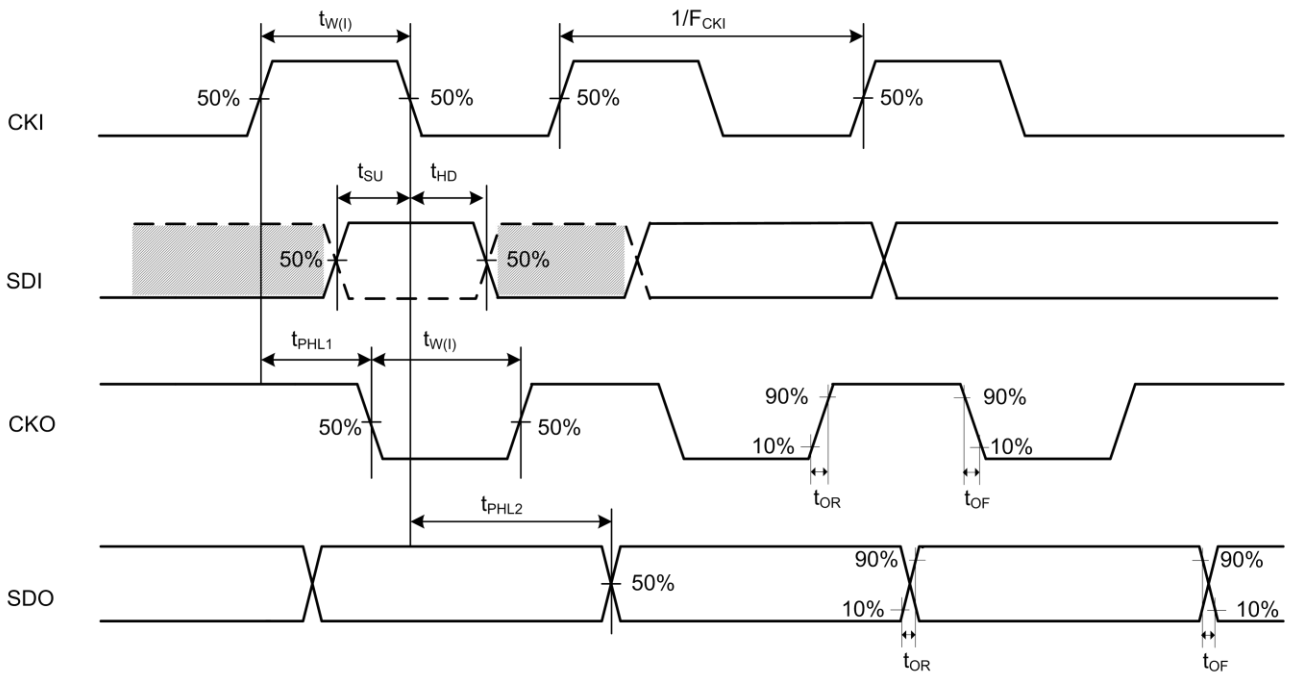 tW(I)
1/FCKI
50%
50%
50%
50%
CKI
tSU
tHD
50%
50%
SDI
tPHL1
tW(I)
CKO
50%
50%
90%
90%
10%
10%
tOR
tOF
tPHL2
SDO
50%
90%
90%
10%
10%
tOR
tOF